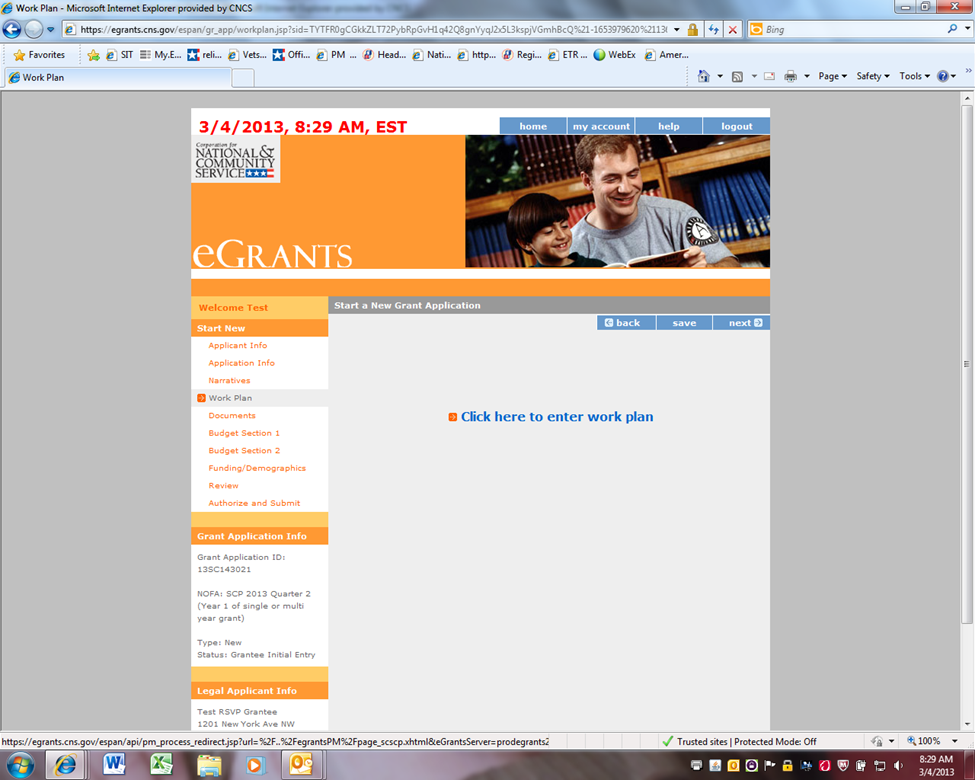 Work Plan - Microsoft Internet Explorer provided by CNCS
https://egrants.cns.gov/espan/gr_app/workplan.jsp?sid=
Bing
Favorites SIT My.E... reli... Vets... Offi... PM ... Head... Nati... http... Regi... ETR ... WebEx Amer...
Work Plan
Page Safety Tools
3/4/2013, 8:29 AM, EST
home my account help logout
Corporation for
NATIONAL &
COMMUNITY
SERVICE
eGRANTS
Welcome Test
Start a New Grant Application
Start New
back save next
Applicant Info
Application Info
Narratives
Work Plan
Click here to enter work plan
Documents
Budget Section 1
Budget Section 2
Funding/Demographics
Review
Authorize and Submit
Grant Application Info
Grant Application ID:
13SC143021
NOFA: SCP 2013 Quarter 2
(Year 1 of single or multi
year grant)
Type: New
Status: Grantee Initial Entry
Legal Applicant Info
Test RSVP Grantee
1201 New York Ave NW
https://egrants.cns.gov/espan/api/pm_process_redirect.jsp?url=%2F..%2FegrantsPM%2Fpage_scscp.xhtml&eGrantsServer=prodegrants2
Trusted sites | Protected Mode: Off
100%
8:29 AM
3/4/2013